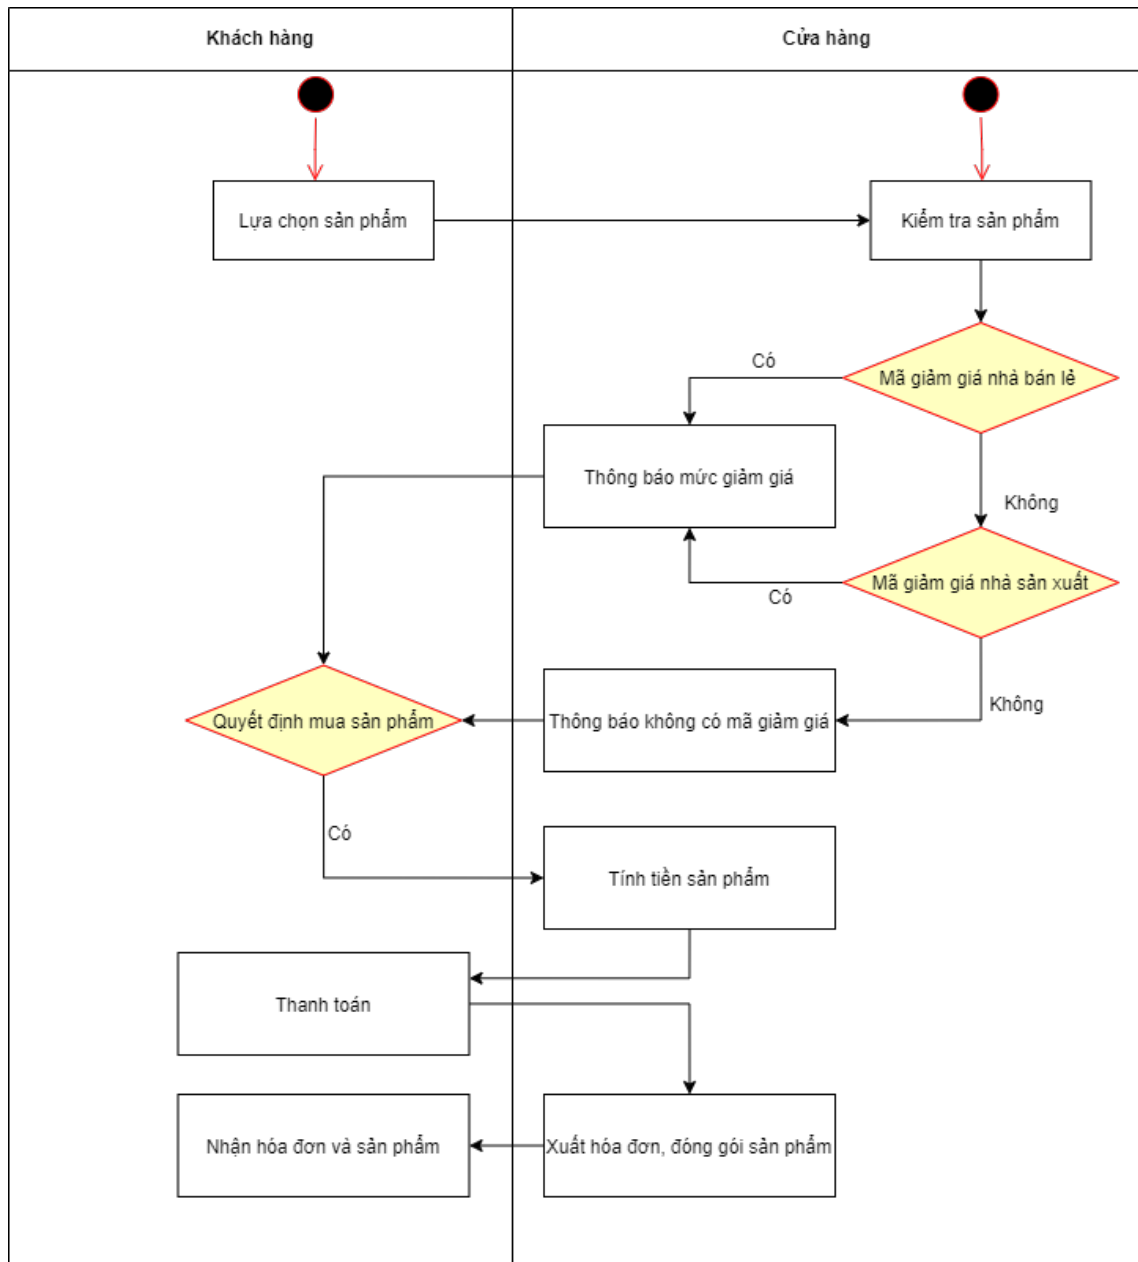 Khách hàng
Cửa hàng
Lựa chọn sản phẩm
Kiểm tra sản phẩm
Có
Mã giảm giá nhà bán lẻ
Thông báo mức giảm giá
Không
Mã giảm giá nhà sản xuất
Có
Quyết định mua sản phẩm
Thông báo không có mã giảm giá
Không
Có
Tính tiền sản phẩm
Thanh toán
Nhận hóa đơn và sản phẩm
Xuất hóa đơn, đóng gói sản phẩm